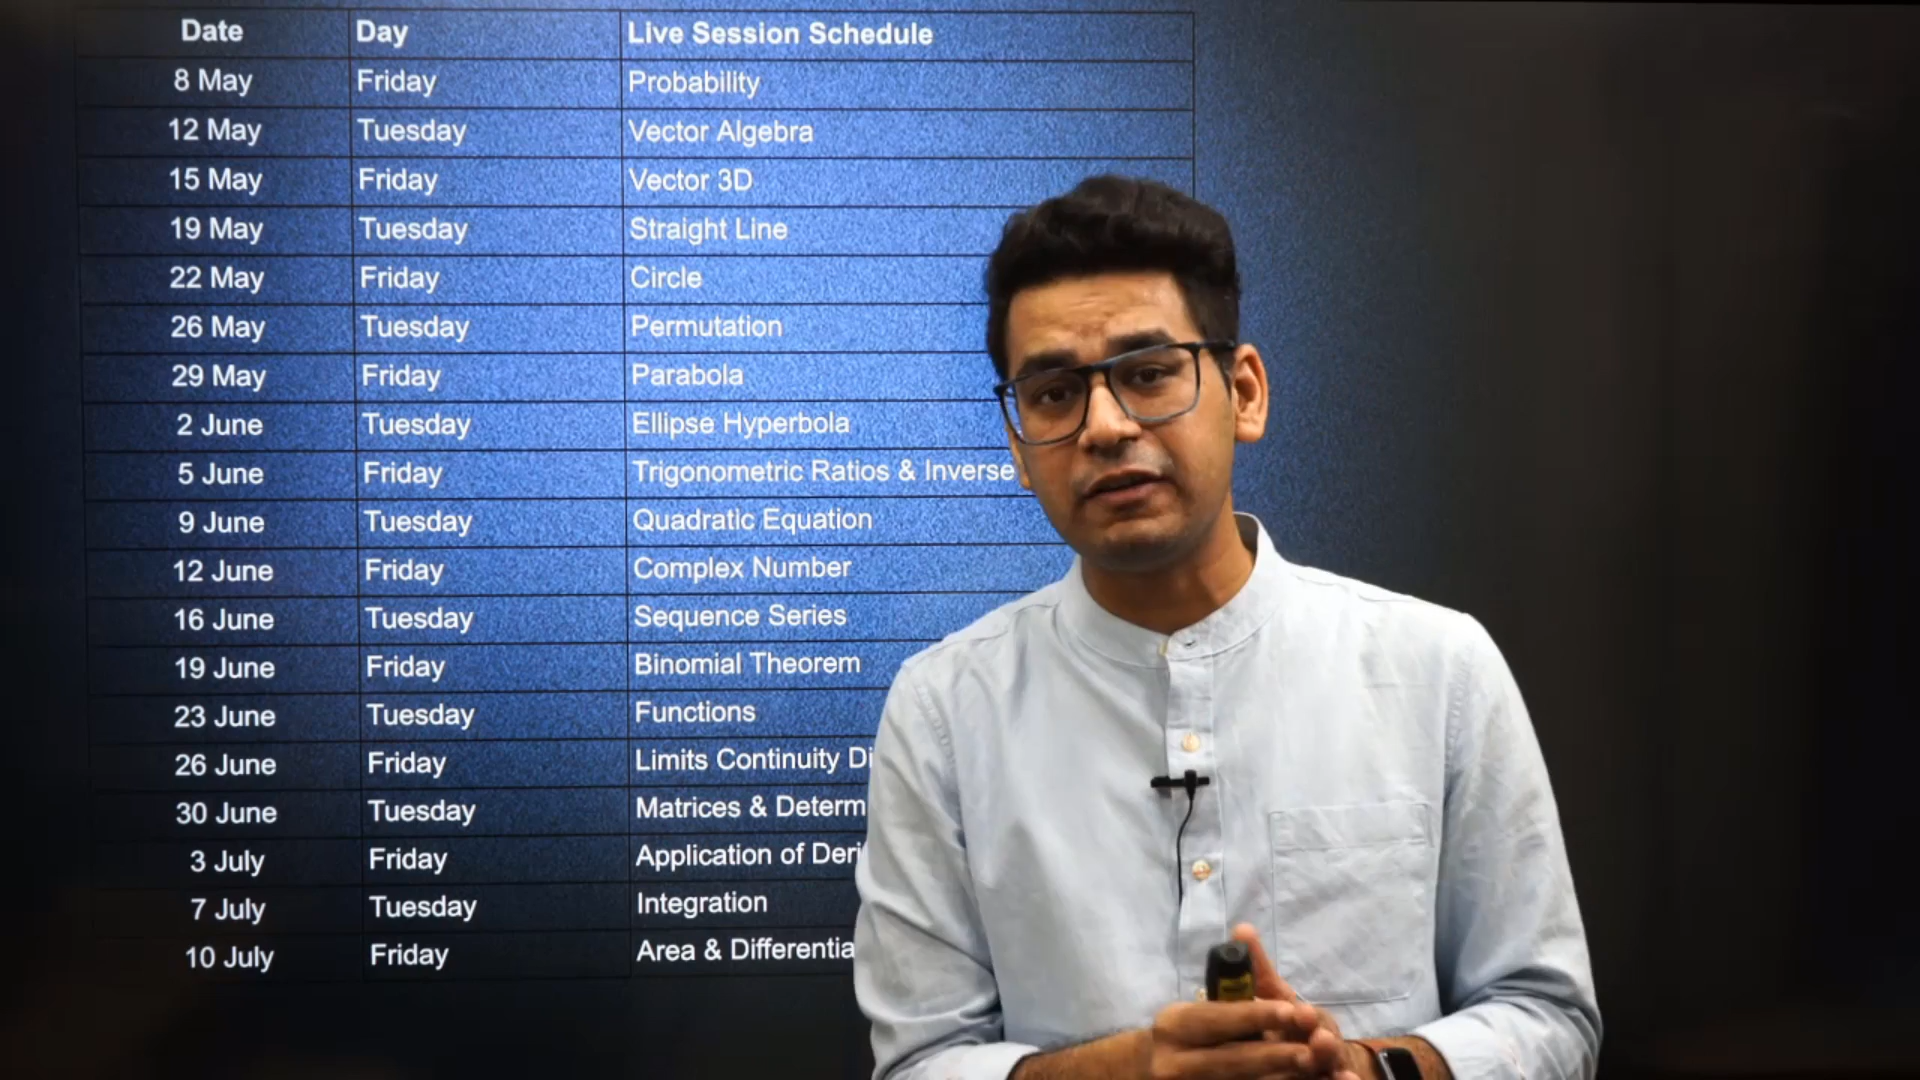 Date Day Live Session Schedule
8 May Friday Probability
12 May Tuesday Vector Algebra
15 May Friday Vector 3D
19 May Tuesday Straight Line
22 May Friday Circle
26 May Tuesday Permutation
29 May Friday Parabola
2 June Tuesday Ellipse Hyperbola
5 June Friday Trigonometric Ratios & Inverse
9 June Tuesday Quadratic Equation
12 June Friday Complex Number
16 June Tuesday Sequence Series
19 June Friday Binomial Theorem
23 June Tuesday Functions
26 June Friday Limits Continuity Di
30 June Tuesday Matrices & Determ
3 July Friday Application of Deri
7 July Tuesday Integration
10 July Friday Area & Differentia